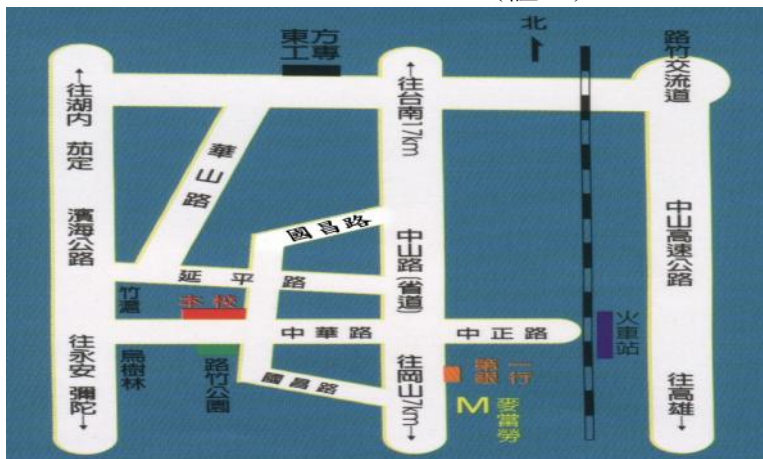 北
東方
工專
路竹交流道
←往湖內 茄定
←往台南17km
華山路
國昌路
濱海公路
中山路(省道)
中山高速公路
延平路
竹滬
本校
中華路
中正路
火車站
烏樹林
路竹公園
國昌路
第一
銀行
往永安 彌陀→
往岡山7km→
往高雄→
M 麥當勞